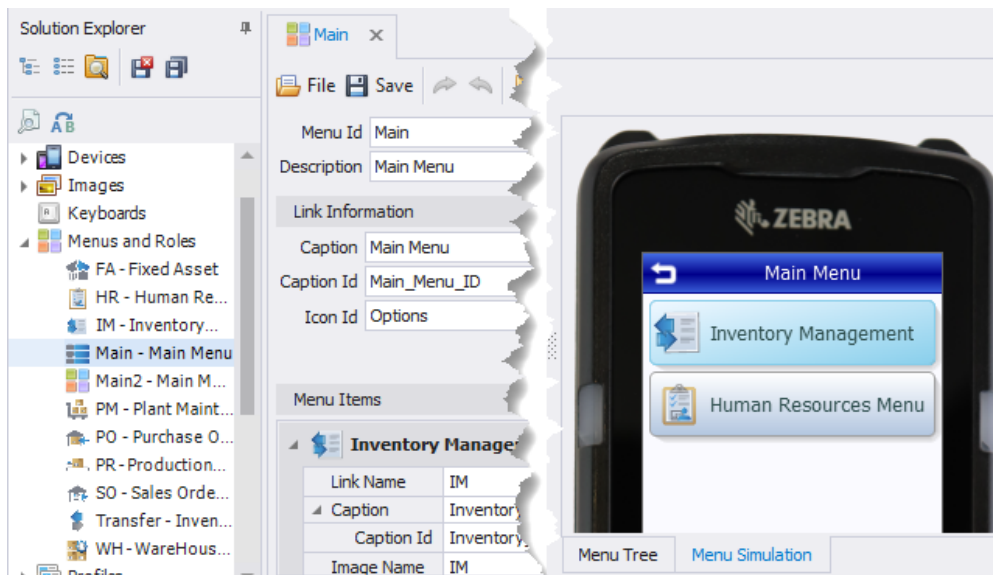 Solution Explorer
Devices
Images
Keyboards
Menus and Roles
FA - Fixed Asset
HR - Human Re...
IM - Inventory...
Main - Main Menu
Main2 - Main M...
PM - Plant Maint...
PO - Purchase O...
PR - Production...
SO - Sales Orde...
Transfer - Inven...
WH - WareHous...
Profiles
Main
File Save
Menu Id Main
Description Main Menu
Link Information
Caption Main Menu
Caption Id Main_Menu_ID
Icon Id Options
Menu Items
Inventory Manage
Link Name IM
Caption Inventory
Caption Id Inventory_
Image Name IM
ZEBRA
Main Menu
Inventory Management
Human Resources Menu
Menu Tree Menu Simulation